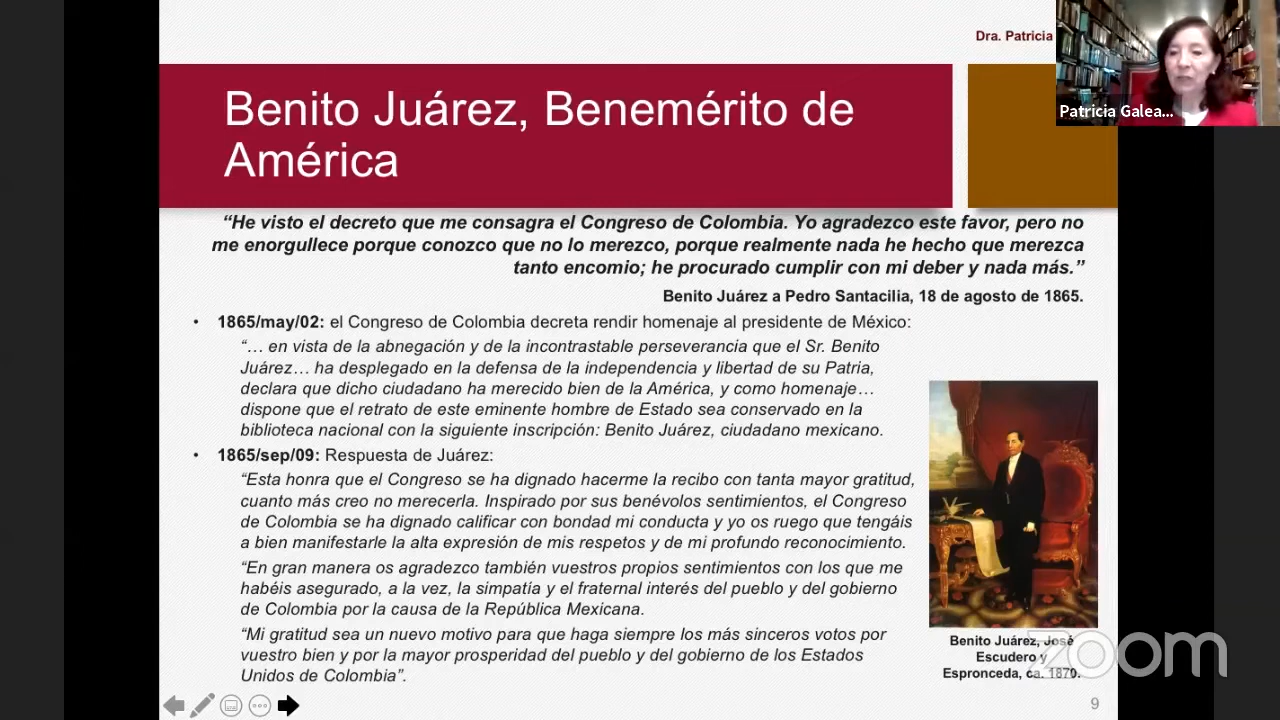 Dra. Patricia
Patricia Galea...
Benito Juárez, Benemérito de
América
“He visto el decreto que me consagra el Congreso de Colombia. Yo agradezco este favor, pero no
me enorgullece porque conozco que no lo merezco, porque realmente nada he hecho que merezca
tanto encomio; he procurado cumplir con mi deber y nada más.”
Benito Juárez a Pedro Santacilia, 18 de agosto de 1865.
• 1865/may/02: el Congreso de Colombia decreta rendir homenaje al presidente de México:
“… en vista de la abnegación y de la incontrastable perseverancia que el Sr. Benito
Juárez… ha desplegado en la defensa de la independencia y libertad de su Patria,
declara que dicho ciudadano ha merecido bien de la América, y como homenaje…
dispone que el retrato de este eminente hombre de Estado sea conservado en la
biblioteca nacional con la siguiente inscripción: Benito Juárez, ciudadano mexicano.
• 1865/sep/09: Respuesta de Juárez:
“Esta honra que el Congreso se ha dignado hacerme la recibo con tanta mayor gratitud,
cuanto más creo no merecerla. Inspirado por sus benévolos sentimientos, el Congreso
de Colombia se ha dignado calificar con bondad mi conducta y yo os ruego que tengáis
a bien manifestarle la alta expresión de mis respetos y de mi profundo reconocimiento.
“En gran manera os agradezco también vuestros propios sentimientos con los que me
habéis asegurado, a la vez, la simpatía y el fraternal interés del pueblo y del gobierno
de Colombia por la causa de la República Mexicana.
“Mi gratitud sea un nuevo motivo para que haga siempre los más sinceros votos por
vuestro bien y por la mayor prosperidad del pueblo y del gobierno de los Estados
Unidos de Colombia”.
Benito Juárez, José
Escudero y
Espronceda, ca. 1870.
zoom
9